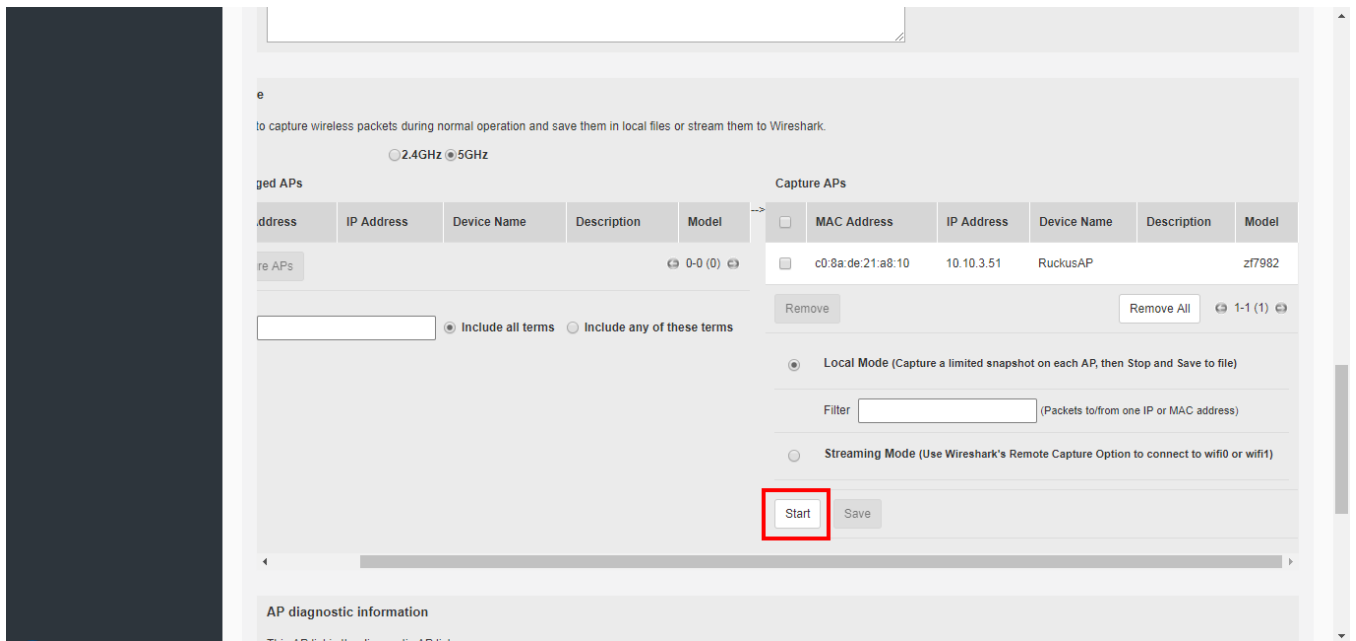 e
to capture wireless packets during normal operation and save them in local files or stream them to Wireshark.
2.4GHz 5GHz
ged APs
Address IP Address Device Name Description Model
re APs 0-0 (0)
Include all terms Include any of these terms
-->
Capture APs
MAC Address IP Address Device Name Description Model
c0:8a:de:21:a8:10 10.10.3.51 RuckusAP zf7982
Remove Remove All 1-1 (1)
Local Mode (Capture a limited snapshot on each AP, then Stop and Save to file)
Filter (Packets to/from one IP or MAC address)
Streaming Mode (Use Wireshark's Remote Capture Option to connect to wifi0 or wifi1)
Start Save
AP diagnostic information